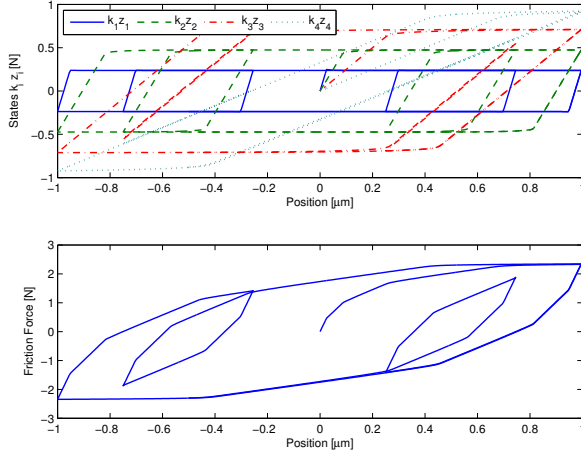 k₁z₁ k₂z₂ k₃z₃ k₄z₄
1
0.5
0
−0.5
−1
States kᵢ zᵢ [N]
−1 −0.8 −0.6 −0.4 −0.2 0 0.2 0.4 0.6 0.8 1
Position [μm]
3
2
1
0
−1
−2
−3
Friction Force [N]
−1 −0.8 −0.6 −0.4 −0.2 0 0.2 0.4 0.6 0.8 1
Position [μm]